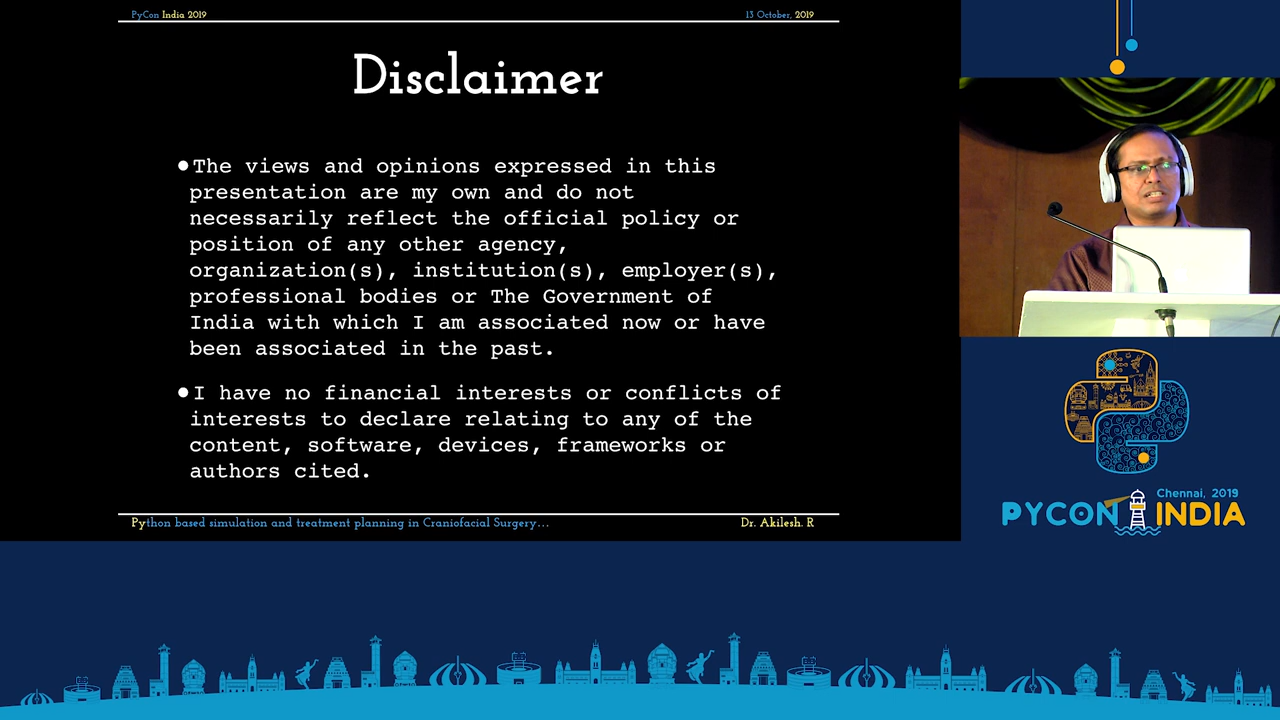 PyCon India 2019
13 October, 2019
Disclaimer
●The views and opinions expressed in this
presentation are my own and do not
necessarily reflect the official policy or
position of any other agency,
organization(s), institution(s), employer(s),
professional bodies or The Government of
India with which I am associated now or have
been associated in the past.
●I have no financial interests or conflicts of
interests to declare relating to any of the
content, software, devices, frameworks or
authors cited.
Python based simulation and treatment planning in Craniofacial Surgery...
Dr. Akilesh. R
Chennai, 2019
PYCON INDIA